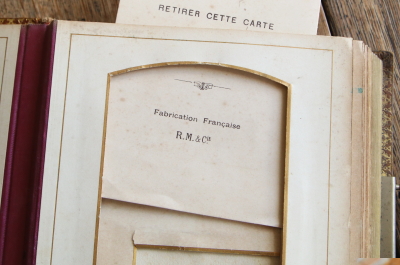 RETIRER CETTE CARTE
Fabrication Française
R.M. & Cie